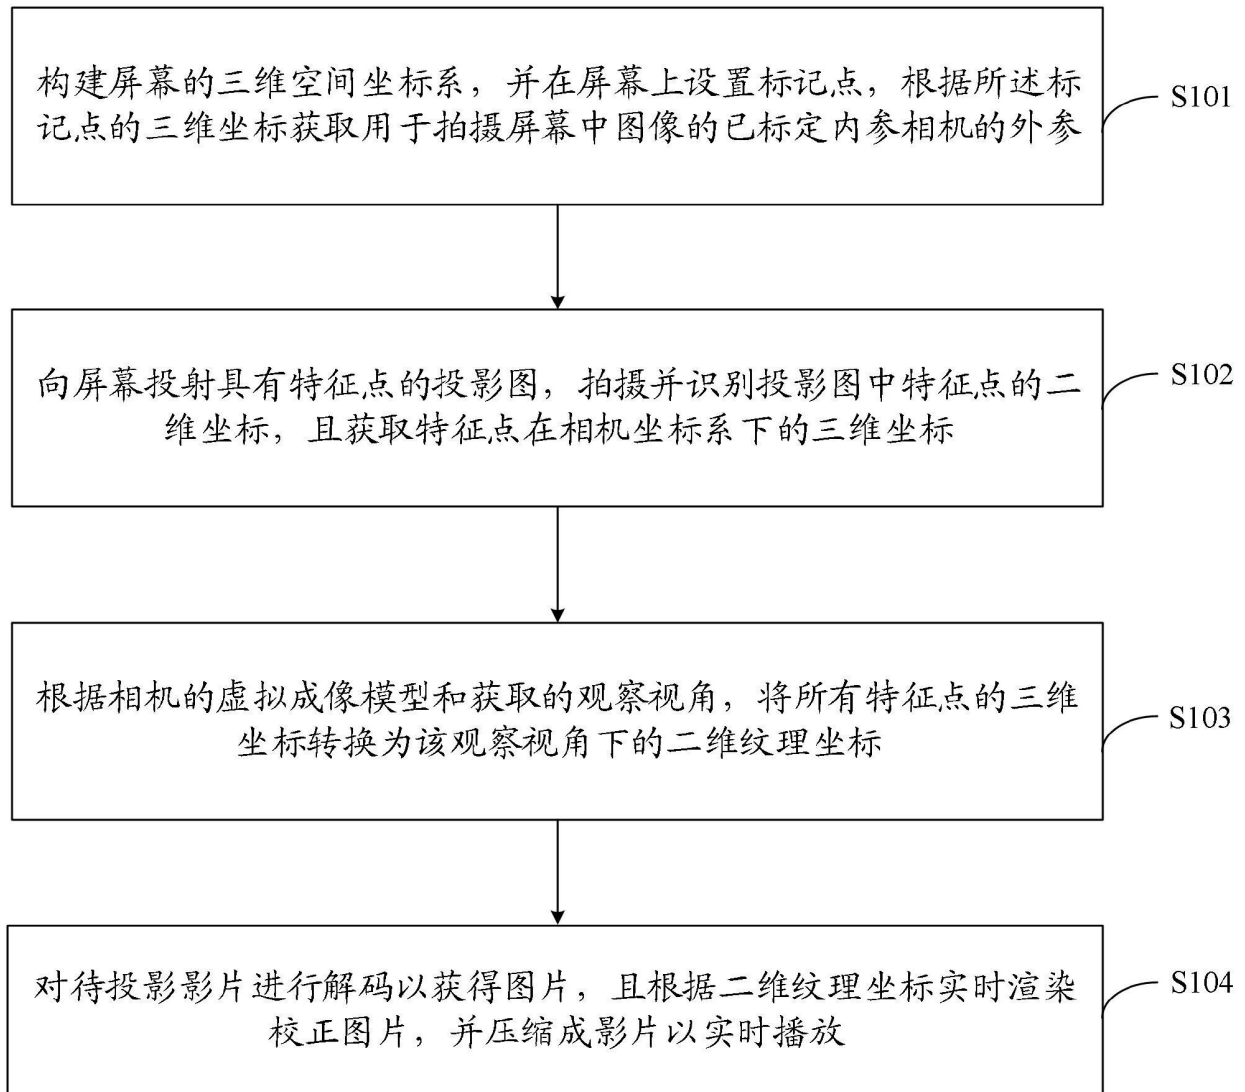 构建屏幕的三维空间坐标系，并在屏幕上设置标记点，根据所述标
记点的三维坐标获取用于拍摄屏幕中图像的已标定内参相机的外参
S101
向屏幕投射具有特征点的投影图，拍摄并识别投影图中特征点的二
维坐标，且获取特征点在相机坐标系下的三维坐标
S102
根据相机的虚拟成像模型和获取的观察视角，将所有特征点的三维
坐标转换为该观察视角下的二维纹理坐标
S103
对待投影影片进行解码以获得图片，且根据二维纹理坐标实时渲染
校正图片，并压缩成影片以实时播放
S104